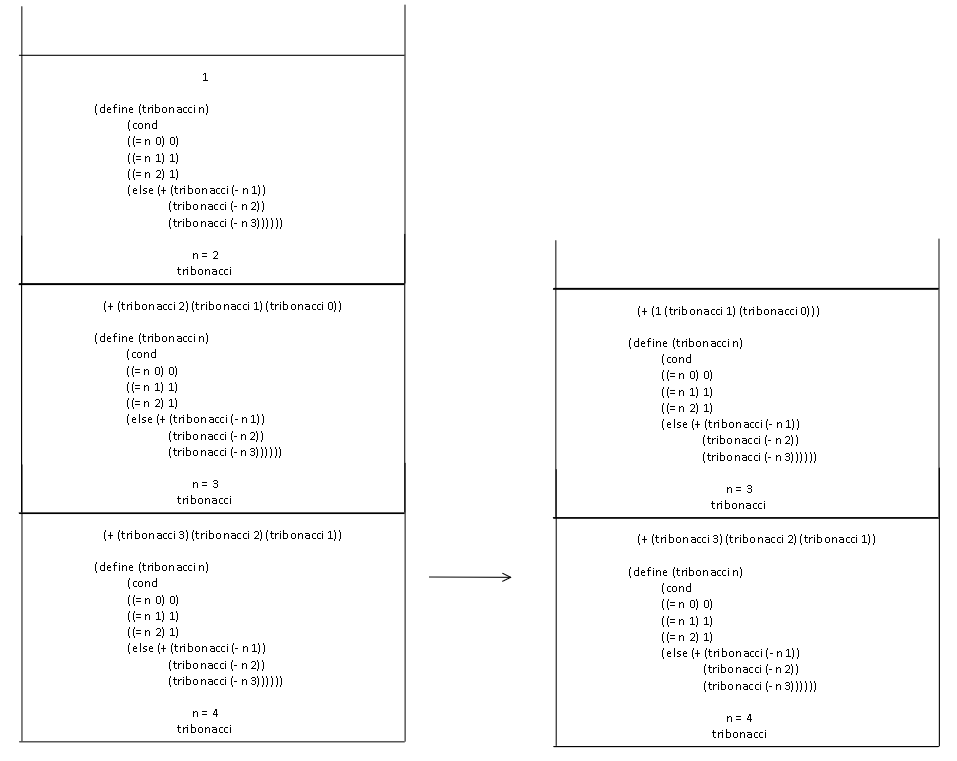 1
(define (tribonacci n)
(cond
((= n 0) 0)
((= n 1) 1)
((= n 2) 1)
(else (+ (tribonacci (- n 1))
(tribonacci (- n 2))
(tribonacci (- n 3))))))
n = 2
tribonacci
(+ (tribonacci 2) (tribonacci 1) (tribonacci 0))
(define (tribonacci n)
(cond
((= n 0) 0)
((= n 1) 1)
((= n 2) 1)
(else (+ (tribonacci (- n 1))
(tribonacci (- n 2))
(tribonacci (- n 3))))))
n = 3
tribonacci
(+ (tribonacci 3) (tribonacci 2) (tribonacci 1))
(define (tribonacci n)
(cond
((= n 0) 0)
((= n 1) 1)
((= n 2) 1)
(else (+ (tribonacci (- n 1))
(tribonacci (- n 2))
(tribonacci (- n 3))))))
n = 4
tribonacci
(+ (1 (tribonacci 1) (tribonacci 0)))
(define (tribonacci n)
(cond
((= n 0) 0)
((= n 1) 1)
((= n 2) 1)
(else (+ (tribonacci (- n 1))
(tribonacci (- n 2))
(tribonacci (- n 3))))))
n = 3
tribonacci
(+ (tribonacci 3) (tribonacci 2) (tribonacci 1))
(define (tribonacci n)
(cond
((= n 0) 0)
((= n 1) 1)
((= n 2) 1)
(else (+ (tribonacci (- n 1))
(tribonacci (- n 2))
(tribonacci (- n 3))))))
n = 4
tribonacci